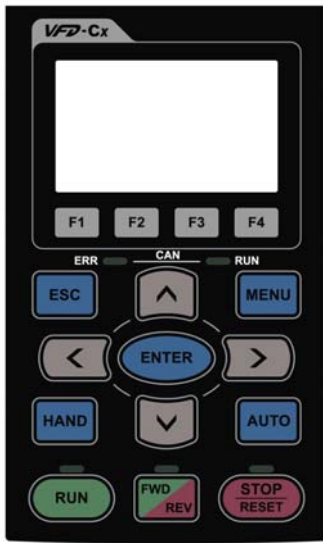 VFD-Cx
F1 F2 F3 F4
ERR CAN RUN
ESC MENU
ENTER
HAND AUTO
RUN FWD REV STOP RESET